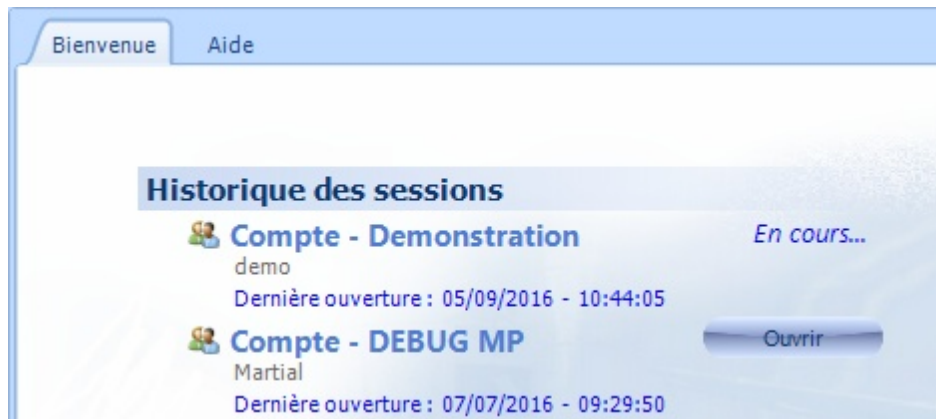 Bienvenue Aide
Historique des sessions
Compte - Demonstration En cours...
demo
Dernière ouverture : 05/09/2016 - 10:44:05
Compte - DEBUG MP Ouvrir
Martial
Dernière ouverture : 07/07/2016 - 09:29:50